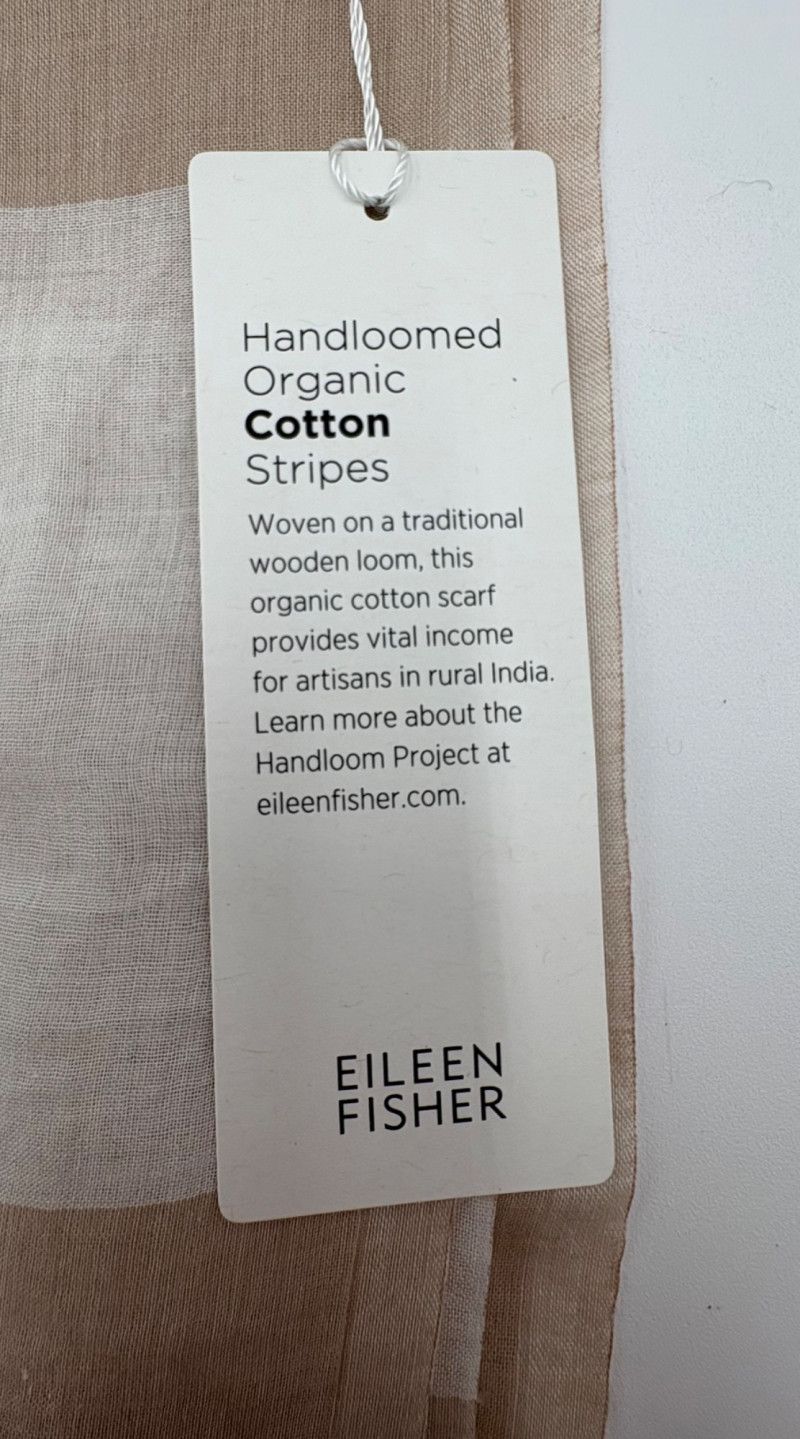 Handloomed
Organic
Cotton
Stripes
Woven on a traditional
wooden loom, this
organic cotton scarf
provides vital income
for artisans in rural India.
Learn more about the
Handloom Project at
eileenfisher.com.
EILEEN
FISHER